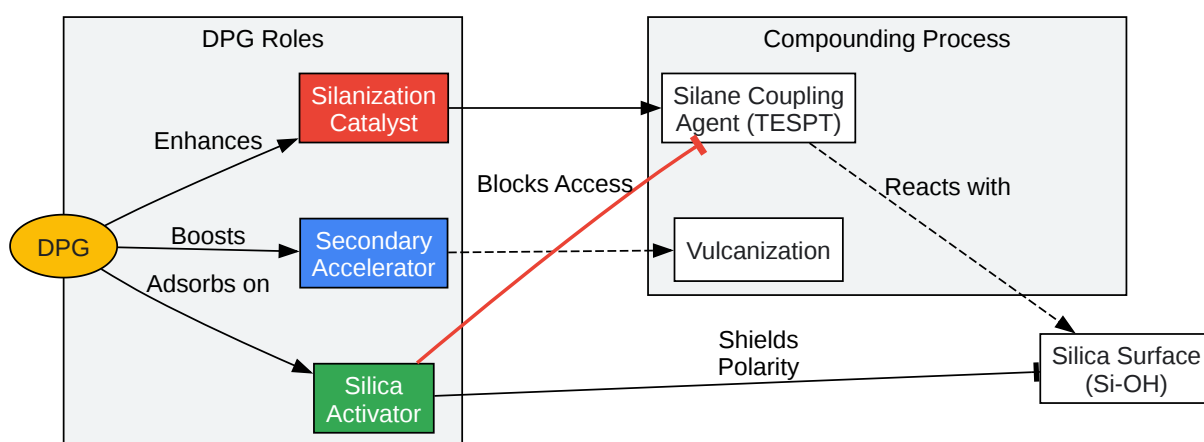 DPG Roles
Compounding Process
Silanization
Catalyst
Silane Coupling
Agent (TESPT)
Enhances
Blocks Access
Reacts with
DPG
Boosts
Secondary
Accelerator
Vulcanization
Adsorbs on
Shields
Polarity
Silica
Activator
Silica Surface
(Si-OH)